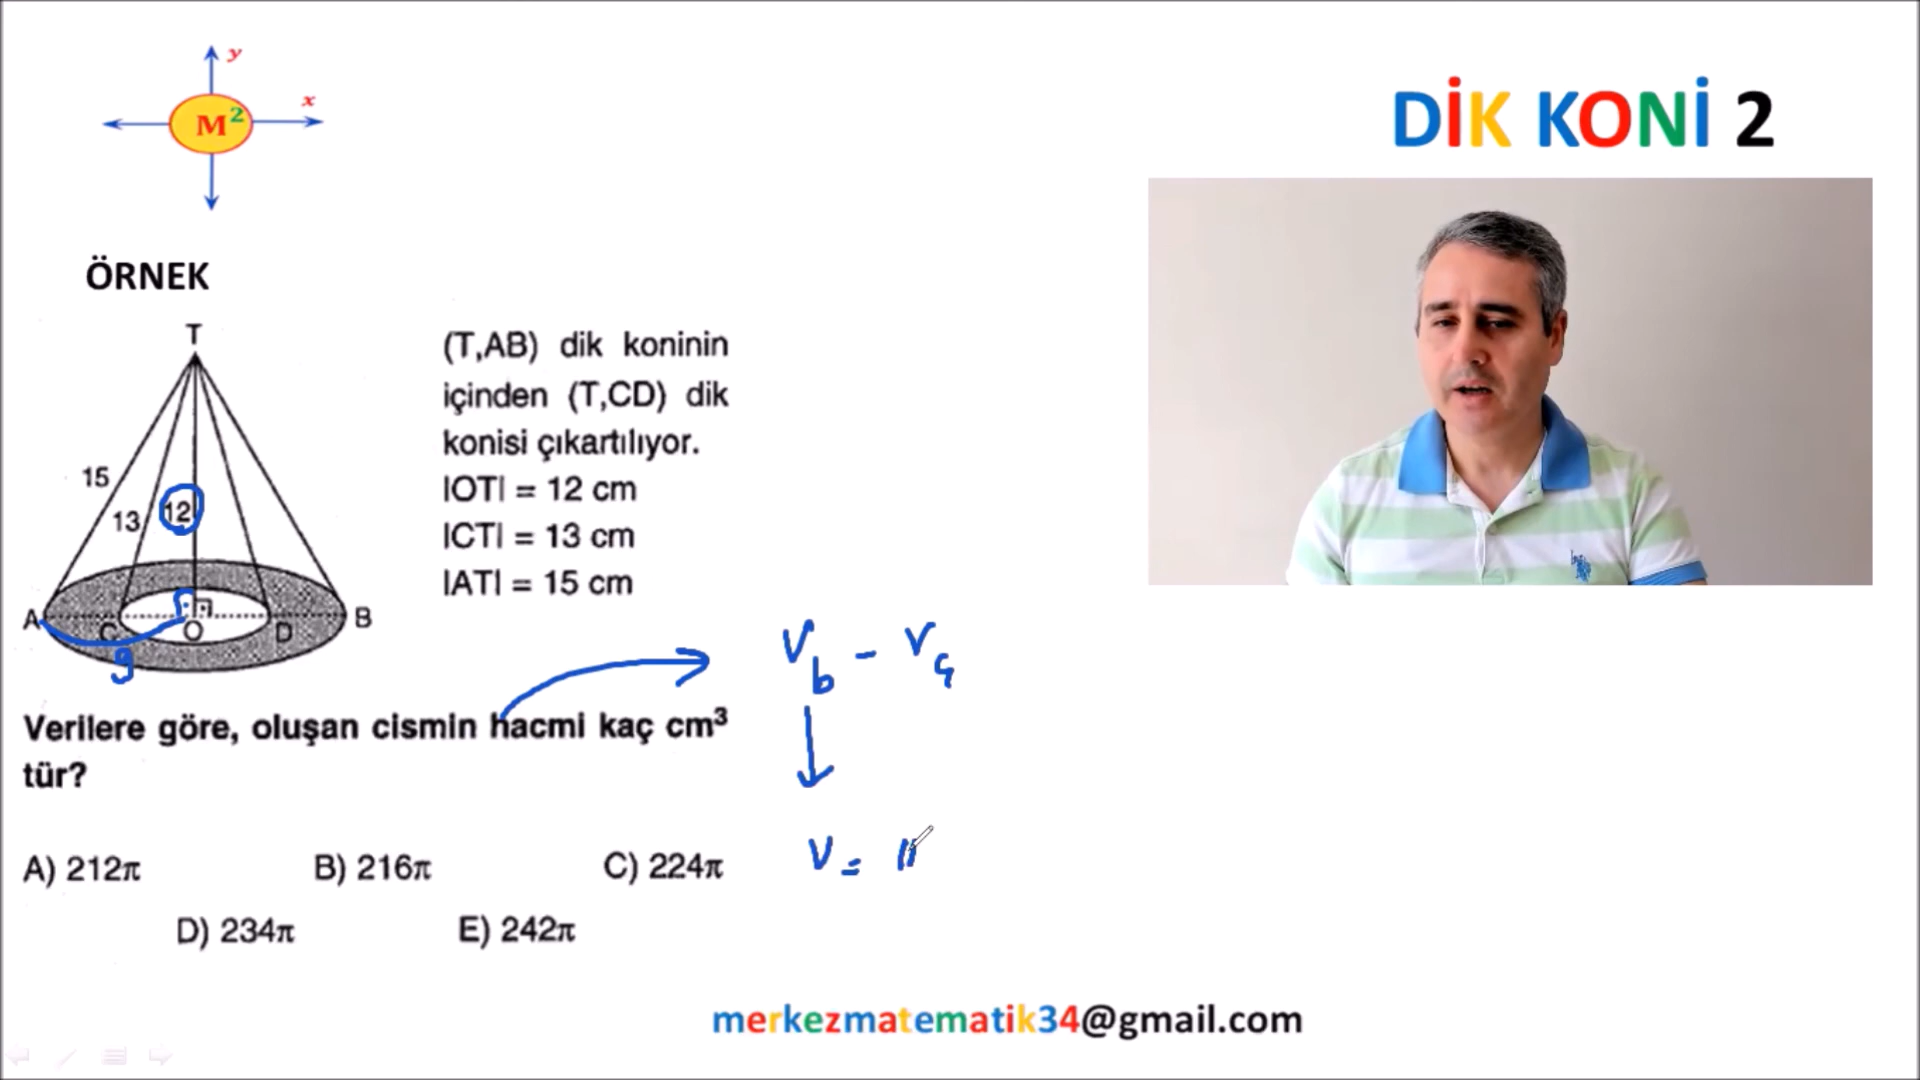 y
x
M²
DİK KONİ 2
ÖRNEK
T
15
13
12
A
C
O
D
B
9
(T,AB) dik koninin
içinden (T,CD) dik
konisi çıkartılıyor.
|OT| = 12 cm
|CT| = 13 cm
|AT| = 15 cm
V_b - V_ç
Verilere göre, oluşan cismin hacmi kaç cm³
tür?
V =
A) 212π B) 216π C) 224π
D) 234π E) 242π
merkezmatematik34@gmail.com